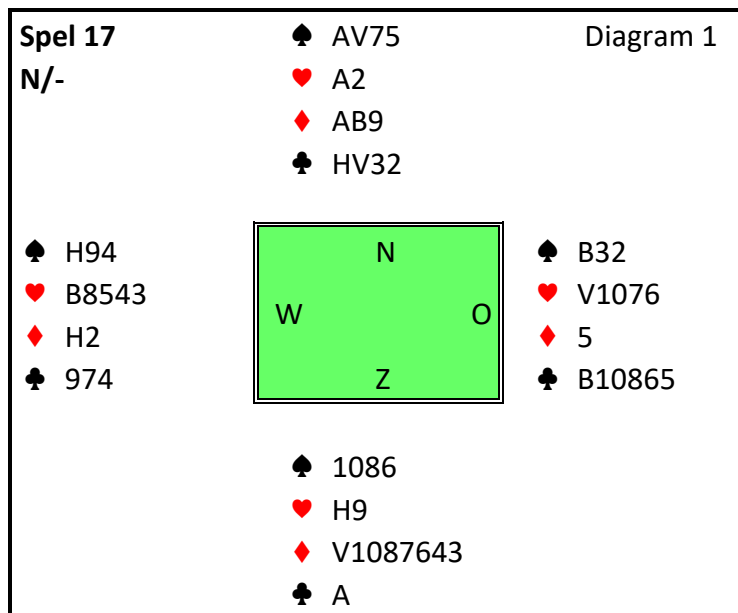 Spel 17 ♠ AV75 Diagram 1
N/- ♥ A2
♦ AB9
♣ HV32
♠ H94 N ♠ B32
♥ B8543 ♥ V1076
W O
♦ H2 ♦ 5
♣ 974 Z ♣ B10865
♠ 1086
♥ H9
♦ V1087643
♣ A